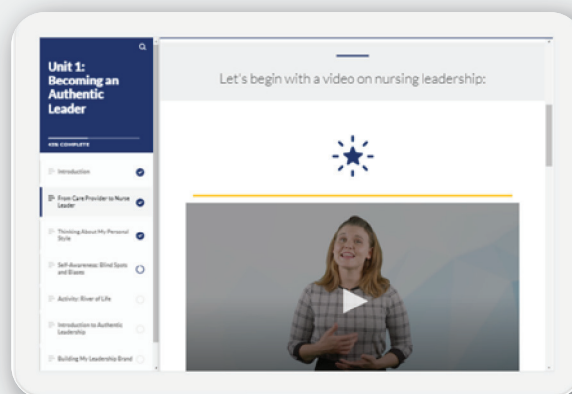 Unit 1:
Becoming an
Authentic
Leader
43% COMPLETE
Introduction
From Care Provider to Nurse
Leader
Thinking About My Personal
Style
Self-Awareness: Blind Spots
and Biases
Activity: River of Life
Introduction to Authentic
Leadership
Building My Leadership Brand
Let's begin with a video on nursing leadership: